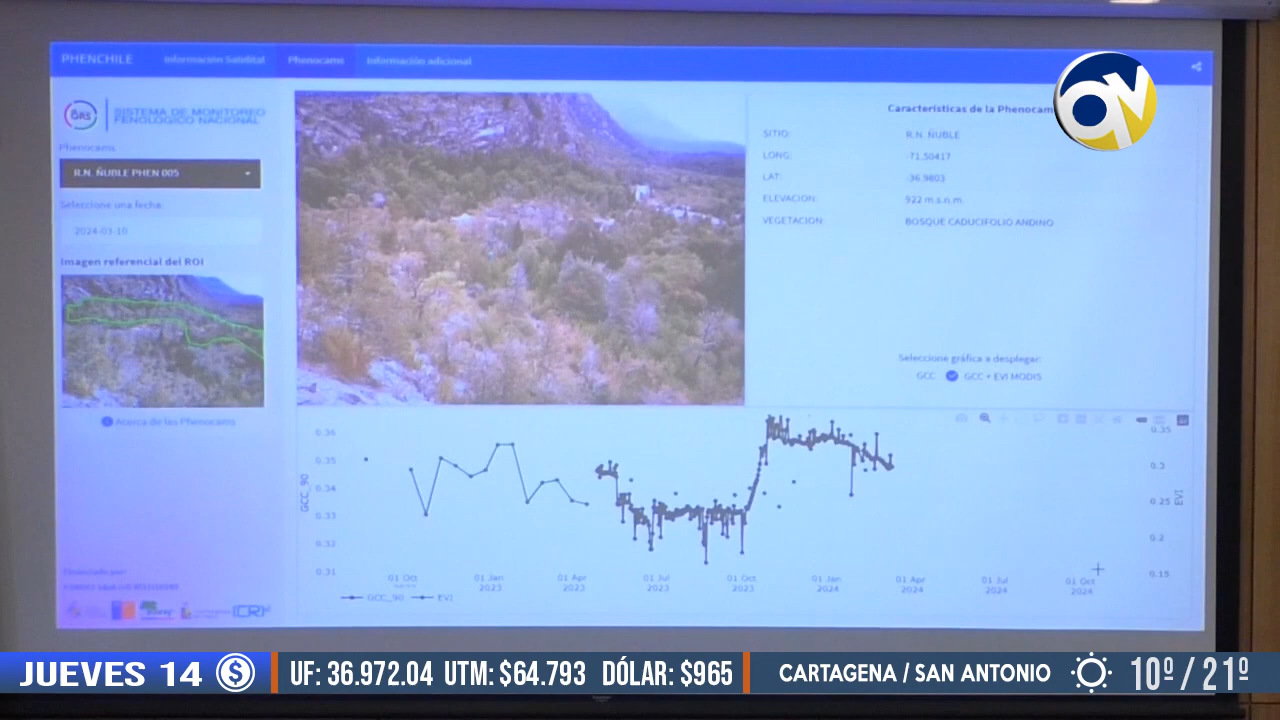 PHENCHILE Información Satelital Phenocams Información adicional
SISTEMA DE MONITOREO
FENOLÓGICO NACIONAL
Phenocams
R.N. ÑUBLE PHEN 005
Seleccione una fecha
2024-03-10
Imagen referencial del ROI
Acerca de las Phenocams
Características de la Phenocam
SITIO: R.N. ÑUBLE
LONG: -71.50417
LAT: -36.9803
ELEVACION: 922 m.s.n.m.
VEGETACION: BOSQUE CADUCIFOLIO ANDINO
Seleccione gráfica a desplegar:
GCC GCC + EVI MODIS
GCC_90
0.36
0.35
0.34
0.33
0.32
0.31
EVI
0.35
0.3
0.25
0.2
0.15
01 Oct
01 Jan 2023
01 Apr 2023
01 Jul 2023
01 Oct 2023
01 Jan 2024
01 Apr 2024
01 Jul 2024
01 Oct 2024
GCC_90 EVI
Financiado por:
ICRI
JUEVES 14 $ UF: 36.972.04 UTM: $64.793 DÓLAR: $965 CARTAGENA / SAN ANTONIO 10º / 21º